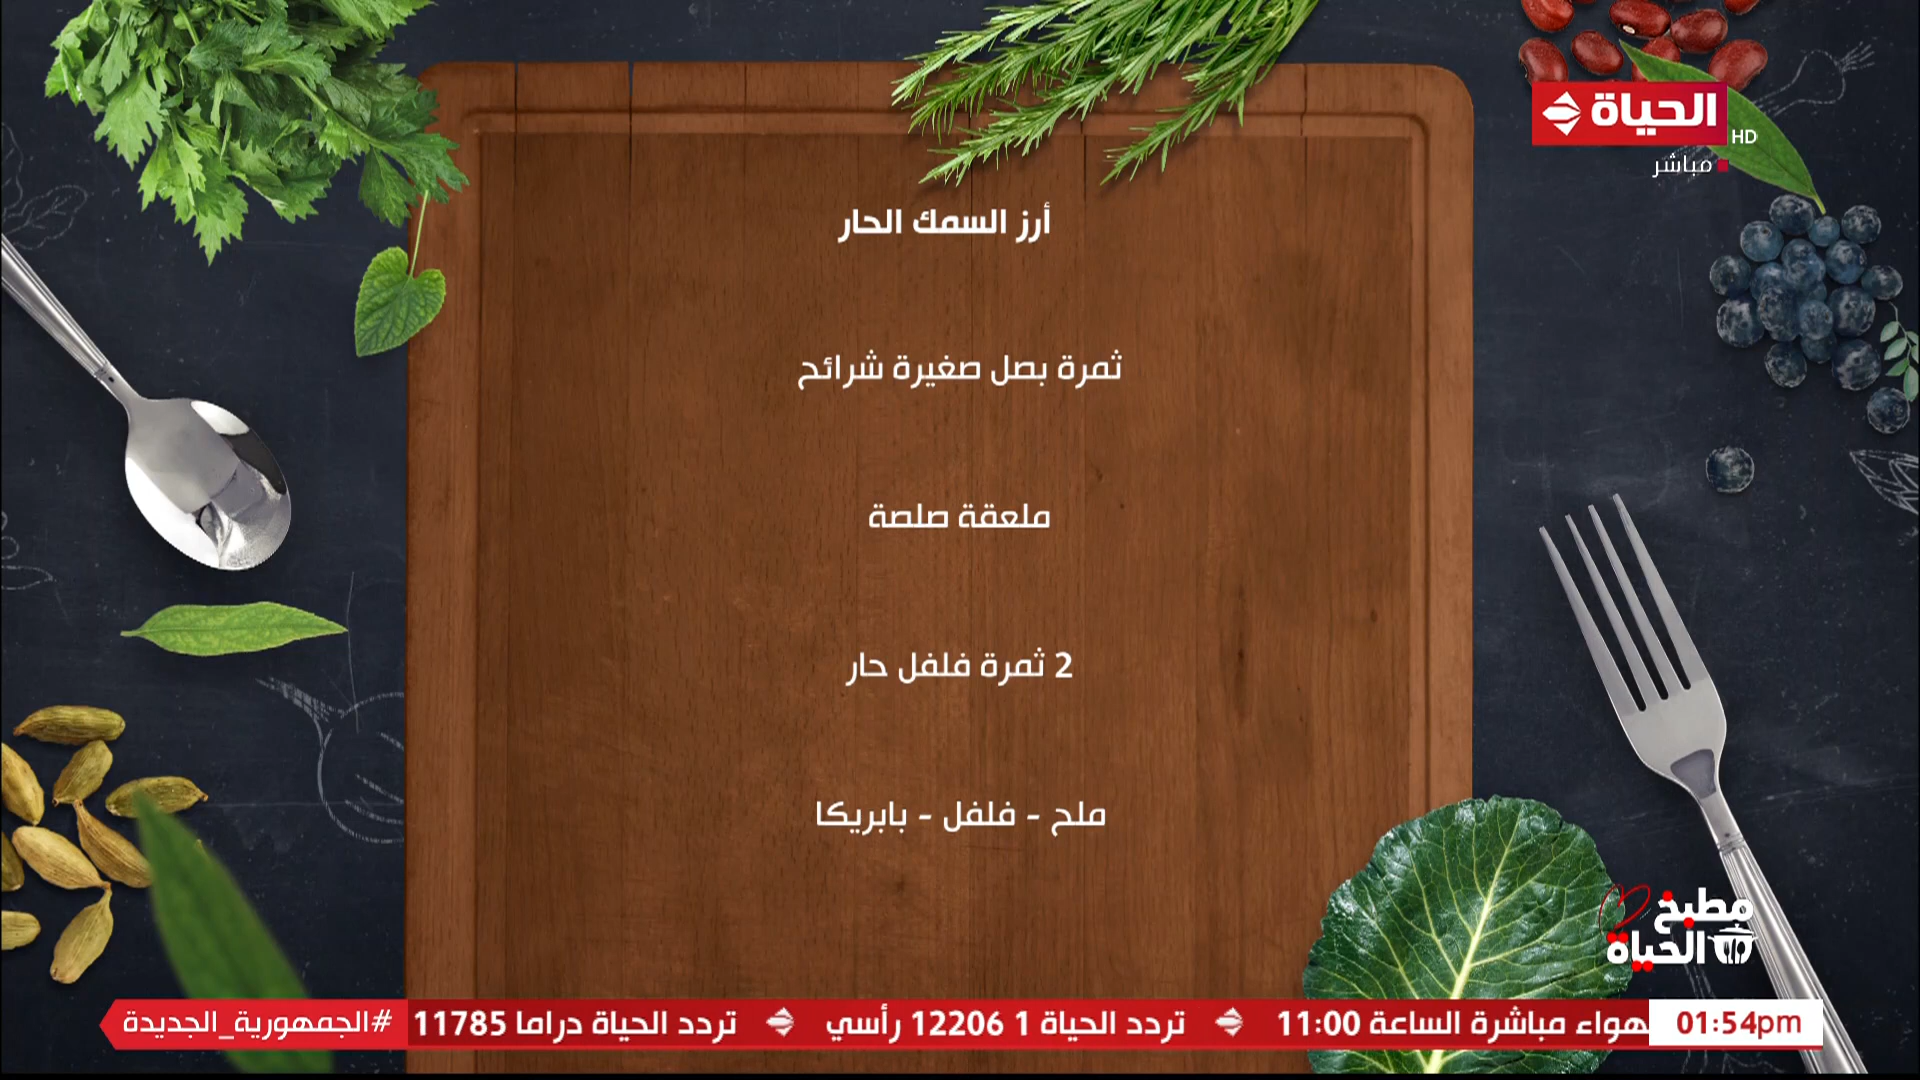 الحياة
HD
مباشر
أرز السمك الحار
ثمرة بصل صغيرة شرائح
ملعقة صلصة
2 ثمرة فلفل حار
ملح - فلفل - بابريكا
مطبخ
الحياة
01:54pm
هواء مباشرة الساعة 11:00 تردد الحياة 1 12206 رأسي تردد الحياة دراما 11785
#الجمهورية_الجديدة